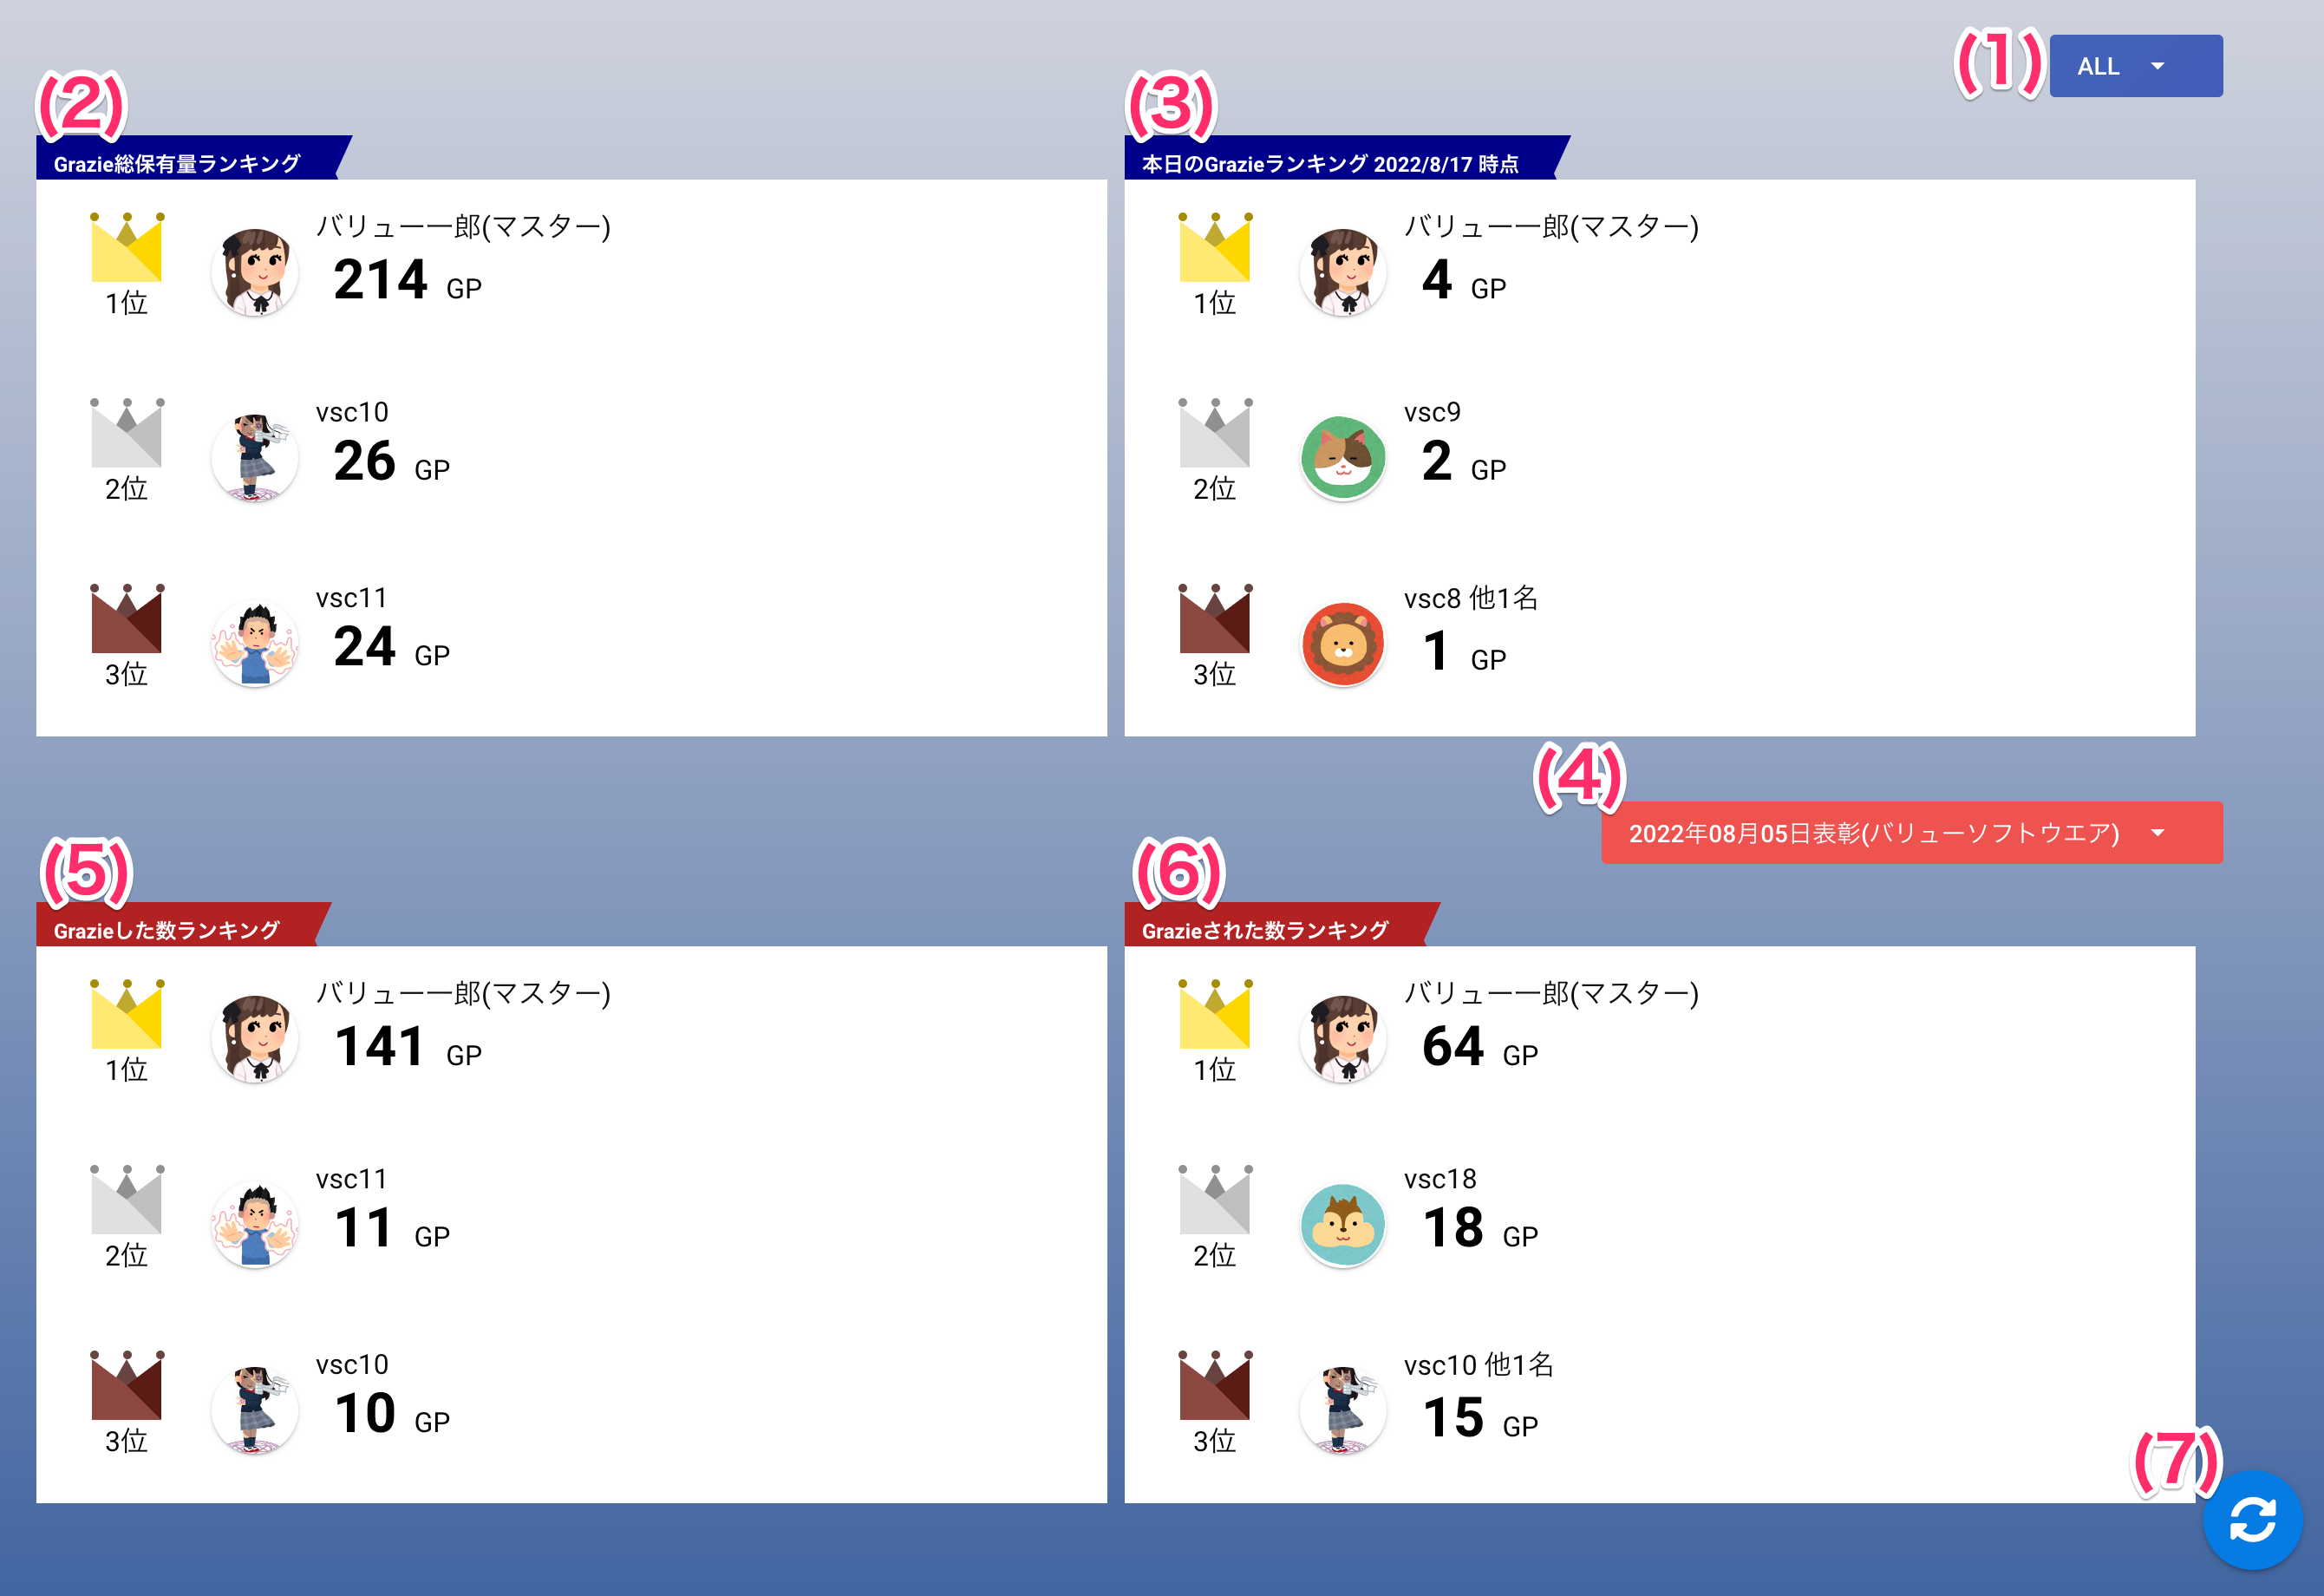 (1) ALL
(2)
Grazie総保有量ランキング
1位
バリュー一郎(マスター)
214 GP
2位
vsc10
26 GP
3位
vsc11
24 GP
(3)
本日のGrazieランキング 2022/8/17 時点
1位
バリュー一郎(マスター)
4 GP
2位
vsc9
2 GP
3位
vsc8 他1名
1 GP
(4)
2022年08月05日表彰(バリューソフトウエア)
(5)
Grazieした数ランキング
1位
バリュー一郎(マスター)
141 GP
2位
vsc11
11 GP
3位
vsc10
10 GP
(6)
Grazieされた数ランキング
1位
バリュー一郎(マスター)
64 GP
2位
vsc18
18 GP
3位
vsc10 他1名
15 GP
(7)